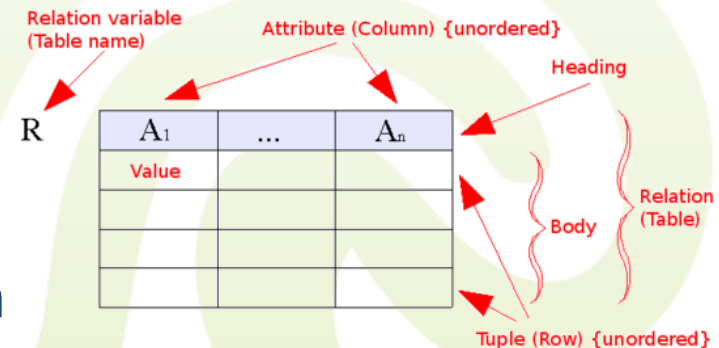 Relation variable
(Table name)
Attribute (Column) {unordered}
Heading
R
A1 ... An
Value
Relation
(Table)
Body
Tuple (Row) {unordered}